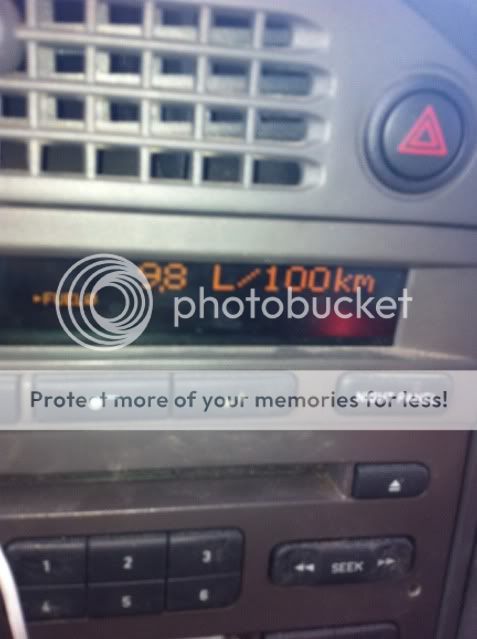 9.8 L/100km
photobucket
Protect more of your memories for less!
1 2 3
SEEK
4 5 6